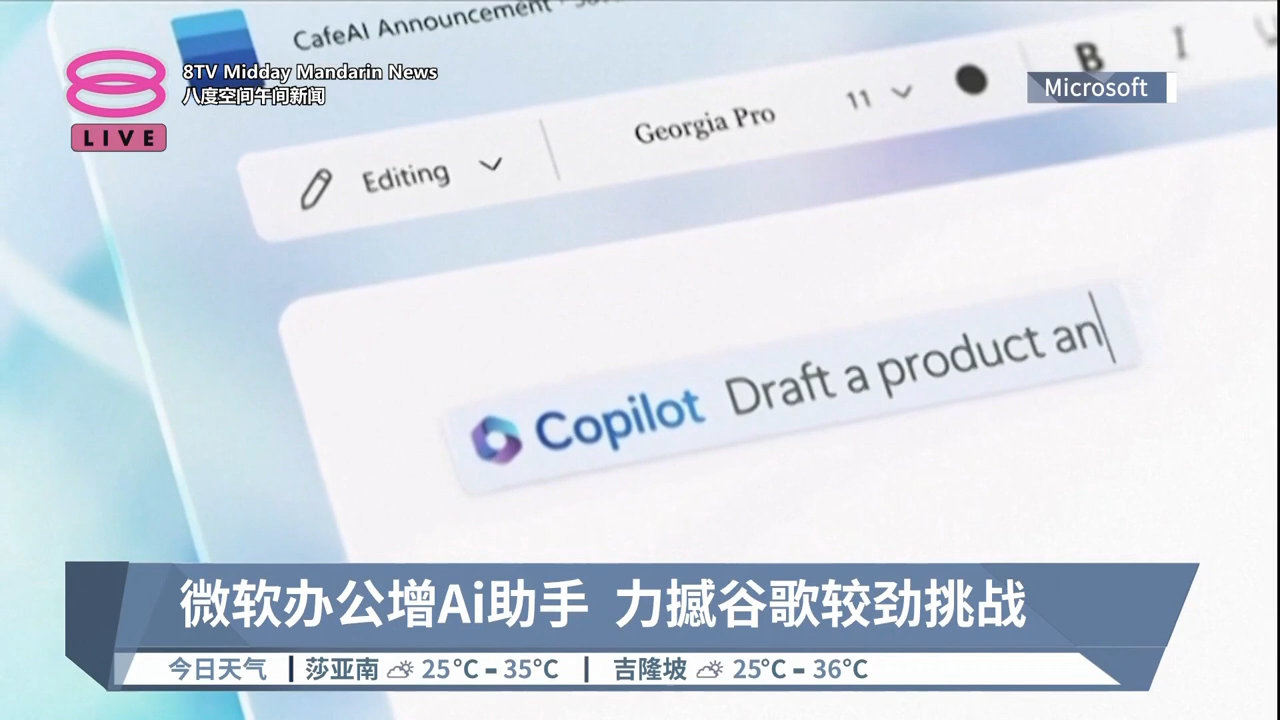 CafeAI Announcement
8TV Midday Mandarin News
八度空间午间新闻
LIVE
Microsoft
B I U
Editing
Georgia Pro
11
Copilot Draft a product an
微软办公增Ai助手 力撼谷歌较劲挑战
今日天气 | 莎亚南 25°C - 35°C | 吉隆坡 25°C - 36°C